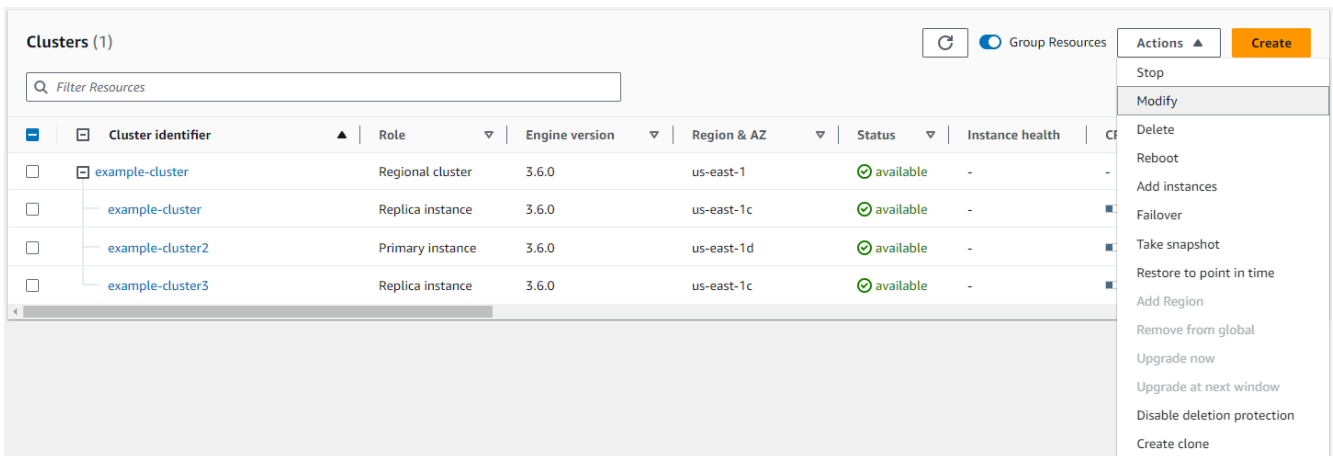 Clusters (1)
Group Resources
Actions
Create
Filter Resources
Cluster identifier Role Engine version Region & AZ Status Instance health
example-cluster Regional cluster 3.6.0 us-east-1 available - -
example-cluster Replica instance 3.6.0 us-east-1c available -
example-cluster2 Primary instance 3.6.0 us-east-1d available -
example-cluster3 Replica instance 3.6.0 us-east-1c available -
Stop
Modify
Delete
Reboot
Add instances
Failover
Take snapshot
Restore to point in time
Add Region
Remove from global
Upgrade now
Upgrade at next window
Disable deletion protection
Create clone